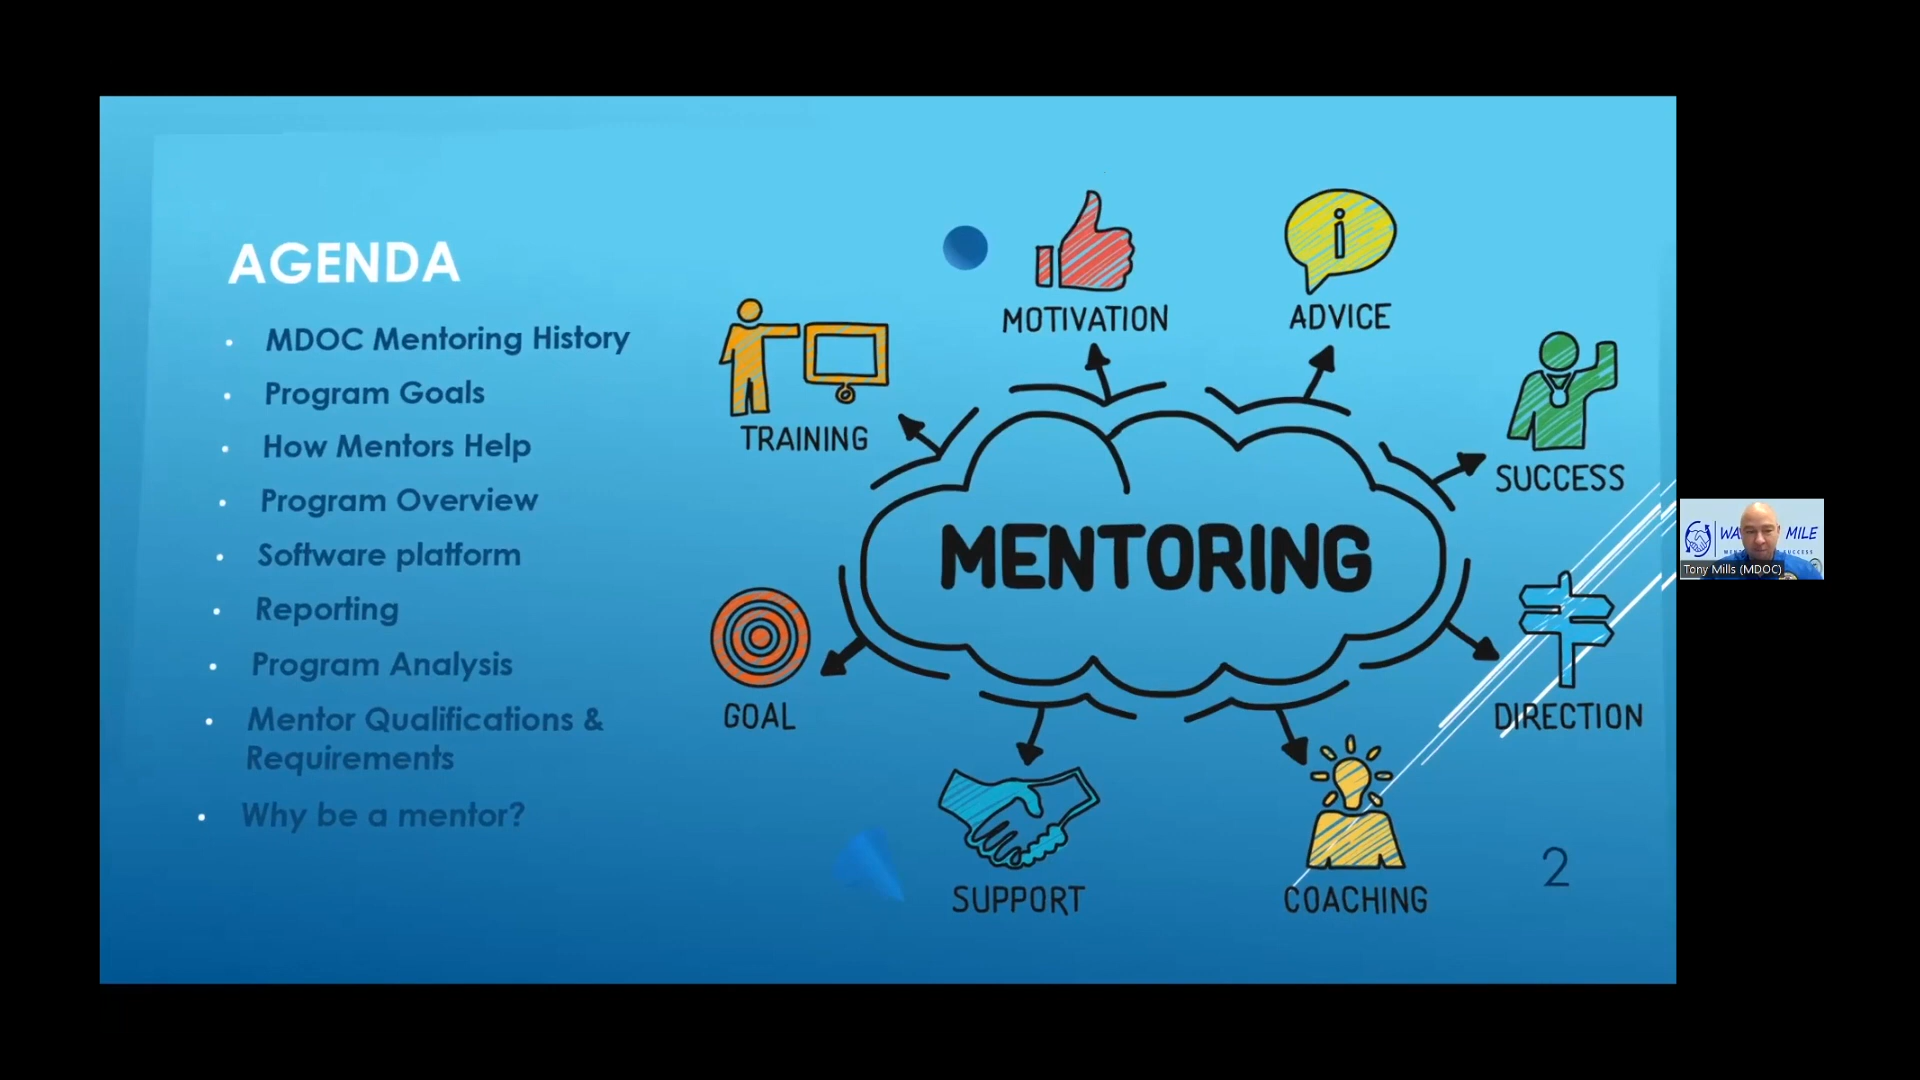 AGENDA
MDOC Mentoring History
Program Goals
How Mentors Help
Program Overview
Software platform
Reporting
Program Analysis
Mentor Qualifications &
Requirements
Why be a mentor?
MOTIVATION
ADVICE
TRAINING
SUCCESS
MENTORING
GOAL
DIRECTION
SUPPORT
COACHING
2
MILE
Tony Mills (MDOC)